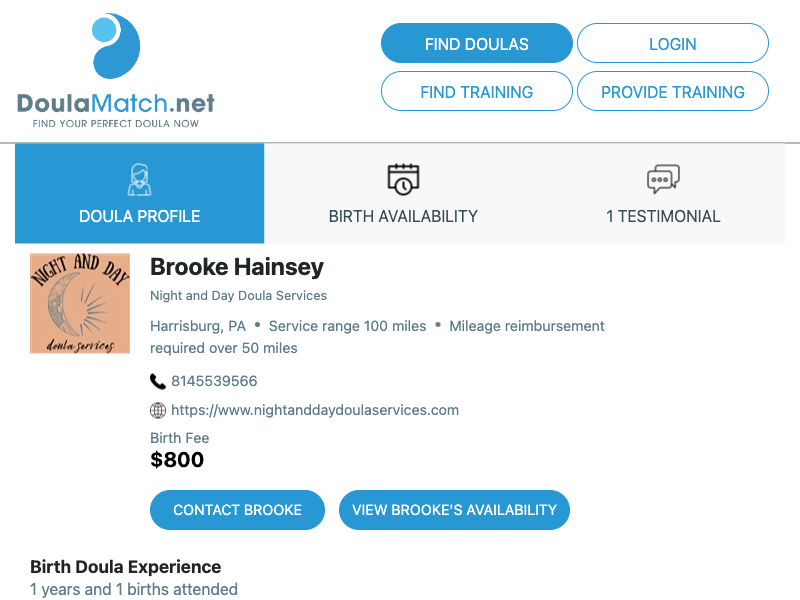 DoulaMatch.net
FIND YOUR PERFECT DOULA NOW
FIND DOULAS
LOGIN
FIND TRAINING
PROVIDE TRAINING
DOULA PROFILE
BIRTH AVAILABILITY
1 TESTIMONIAL
NIGHT AND DAY
doula services
Brooke Hainsey
Night and Day Doula Services
Harrisburg, PA • Service range 100 miles • Mileage reimbursement
required over 50 miles
8145539566
https://www.nightanddaydoulaservices.com
Birth Fee
$800
CONTACT BROOKE
VIEW BROOKE'S AVAILABILITY
Birth Doula Experience
1 years and 1 births attended